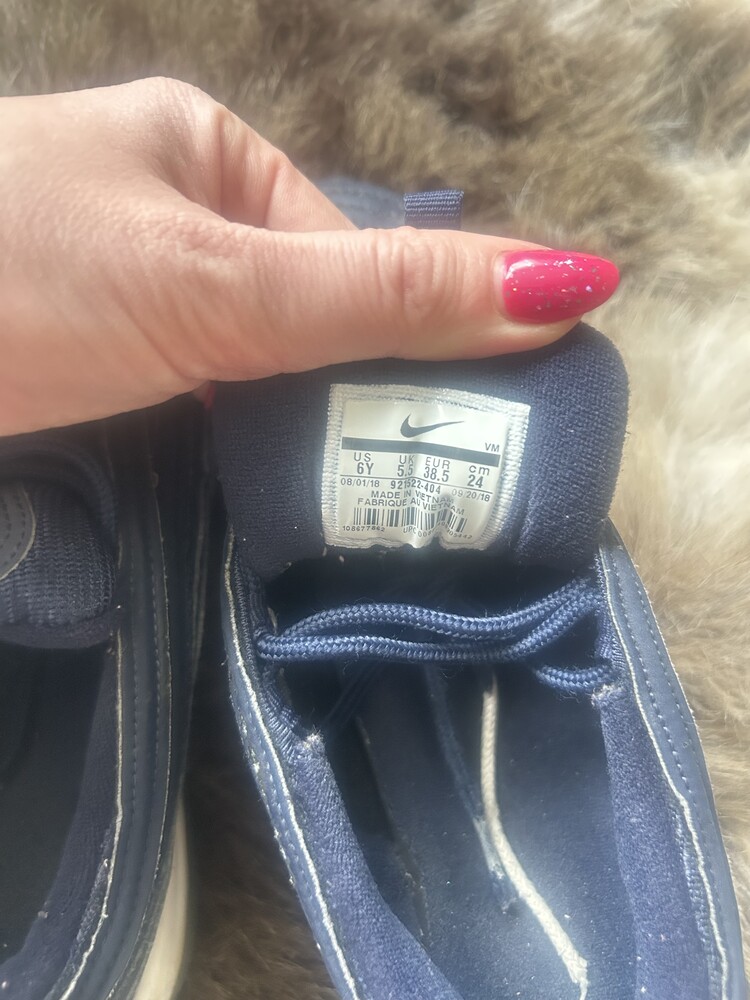 VM
US UK EUR cm
6Y 5.5 38.5 24
08/01/18 921522-404 09/20/18
MADE IN VIETNAM
FABRIQUE AU VIETNAM